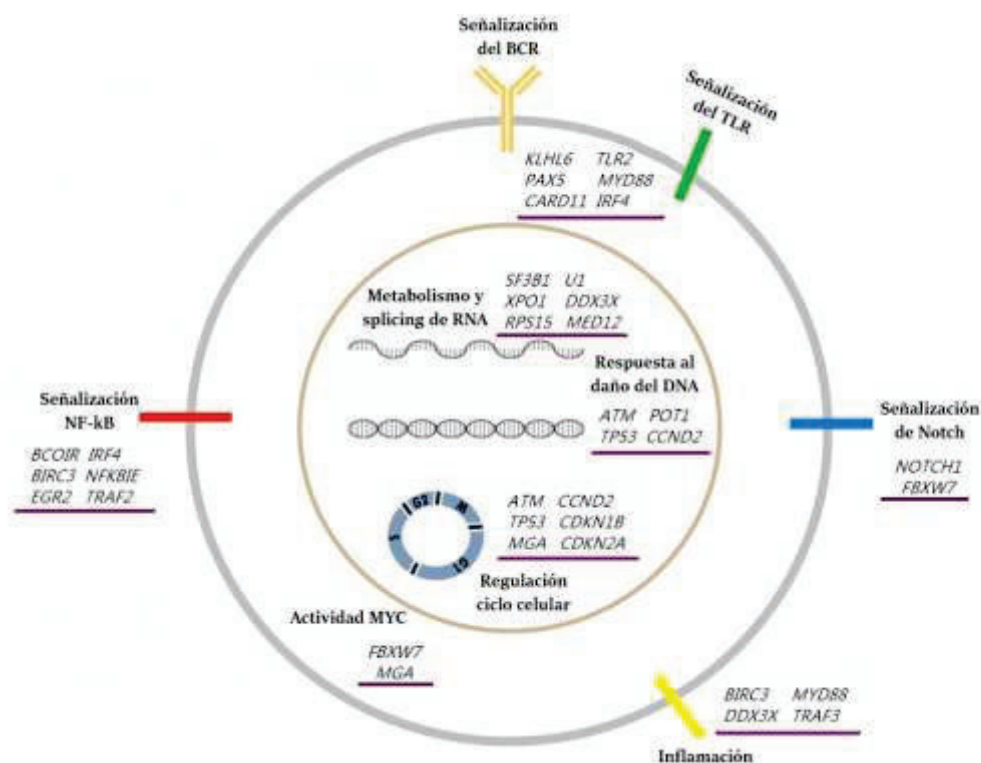 Señalización
del BCR
Señalización
del TLR
KLHL6 TLR2
PAX5 MYD88
CARD11 IRF4
Metabolismo y
splicing de RNA
SF3B1 U1
XPO1 DDX3X
RPS15 MED12
Respuesta al
daño del DNA
ATM POT1
TP53 CCND2
Señalización
NF-kB
BCOIR IRF4
BIRC3 NFKBIE
EGR2 TRAF2
Señalización
de Notch
NOTCH1
FBXW7
G2
M
S
G1
ATM CCND2
TP53 CDKN1B
MGA CDKN2A
Regulación
ciclo celular
Actividad MYC
FBXW7
MGA
BIRC3 MYD88
DDX3X TRAF3
Inflamación